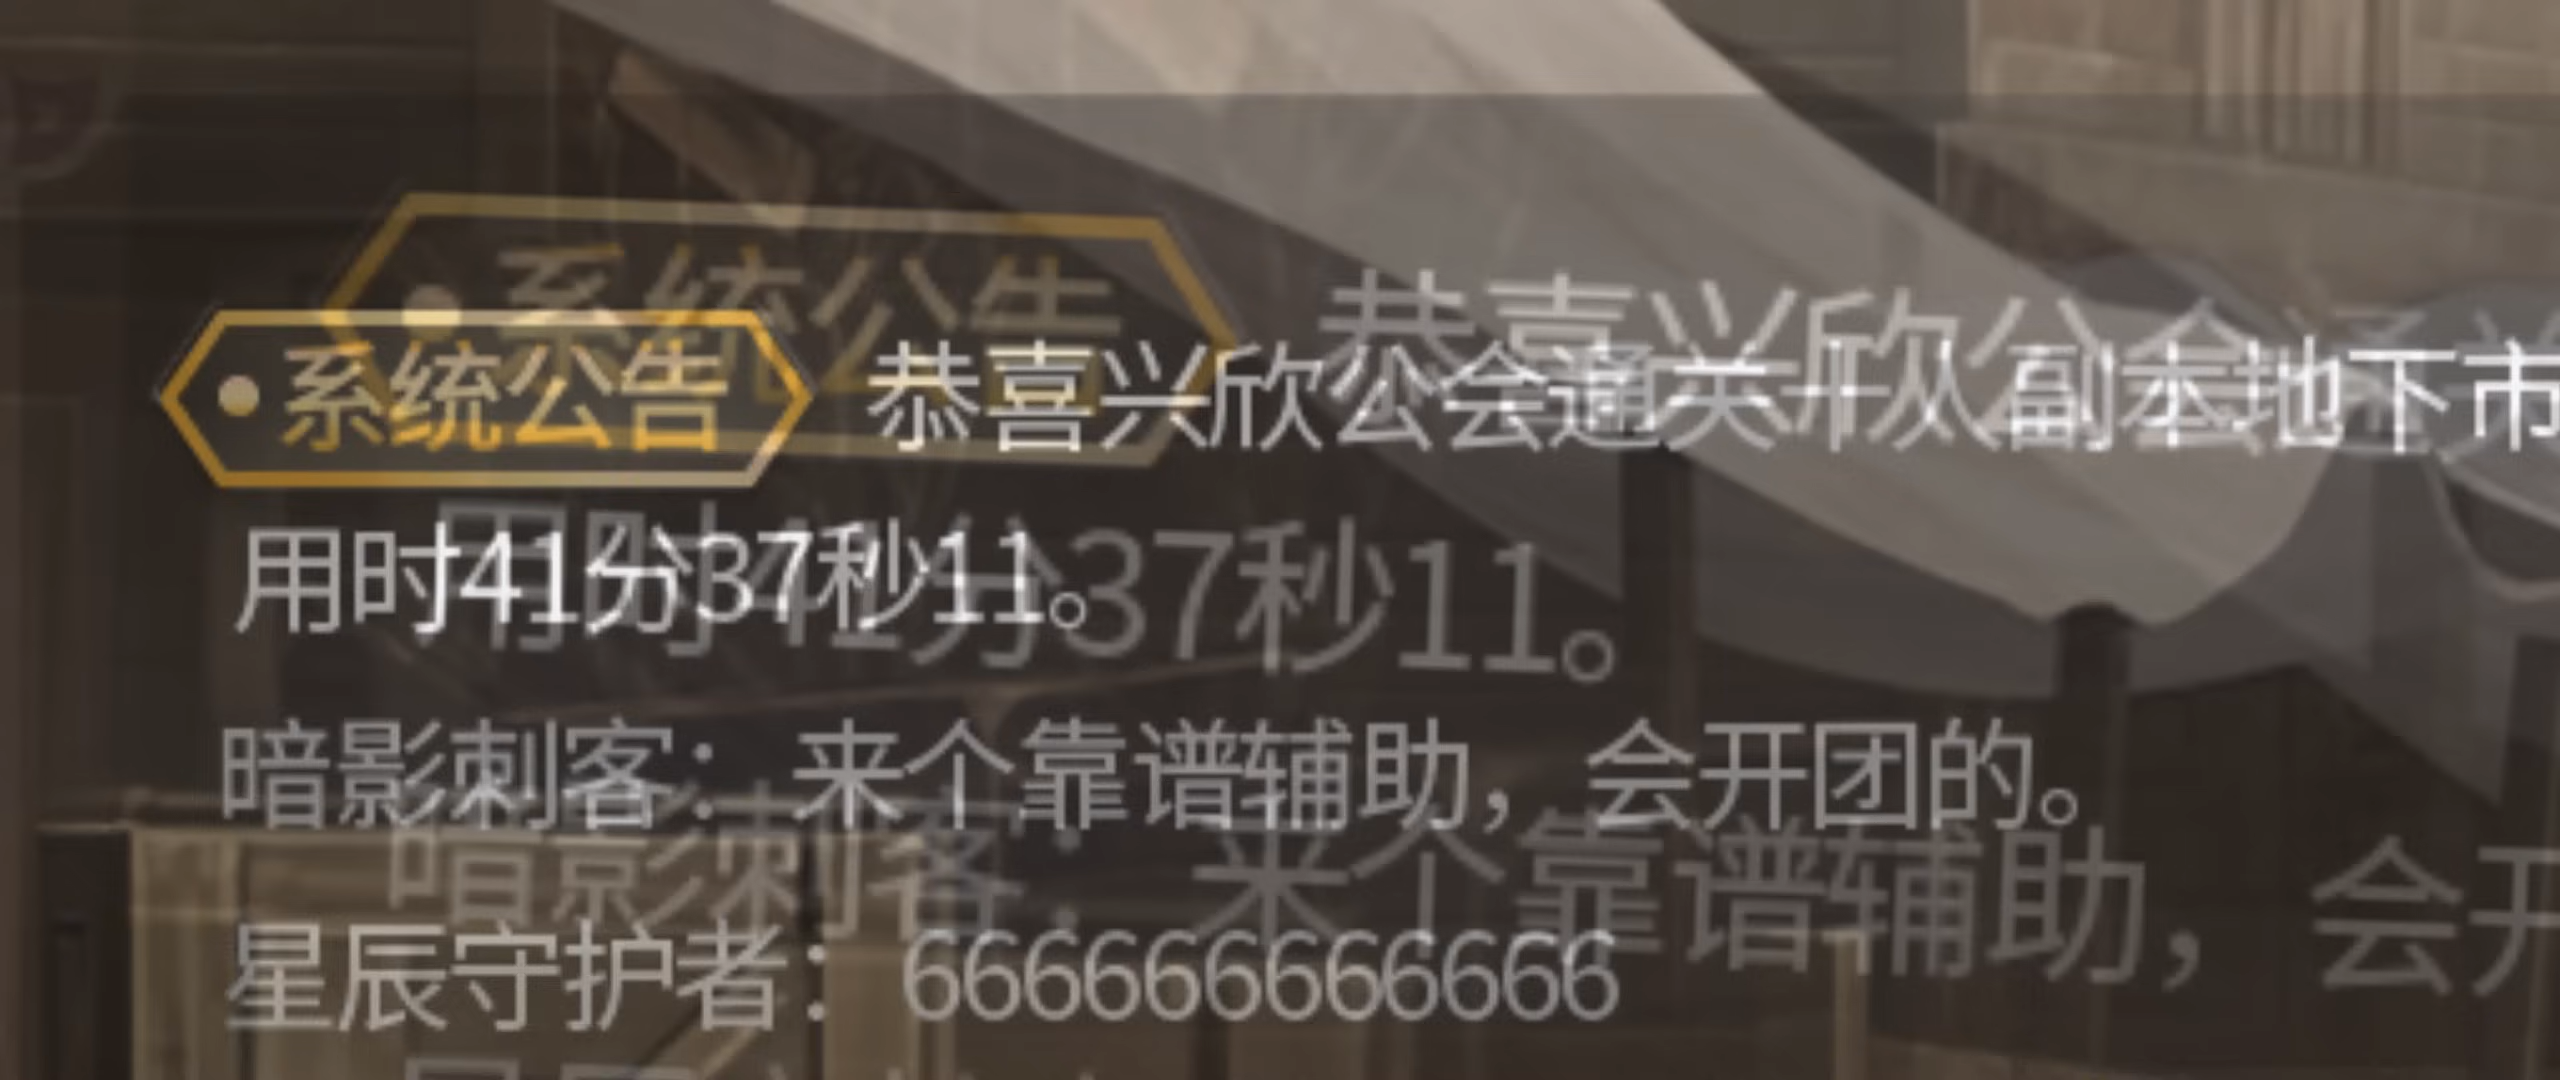 系统公告 恭喜兴欣公会通关千人副本地下市
用时41分37秒11。
暗影刺客：来个靠谱辅助，会开团的。
星辰守护者：666666666666